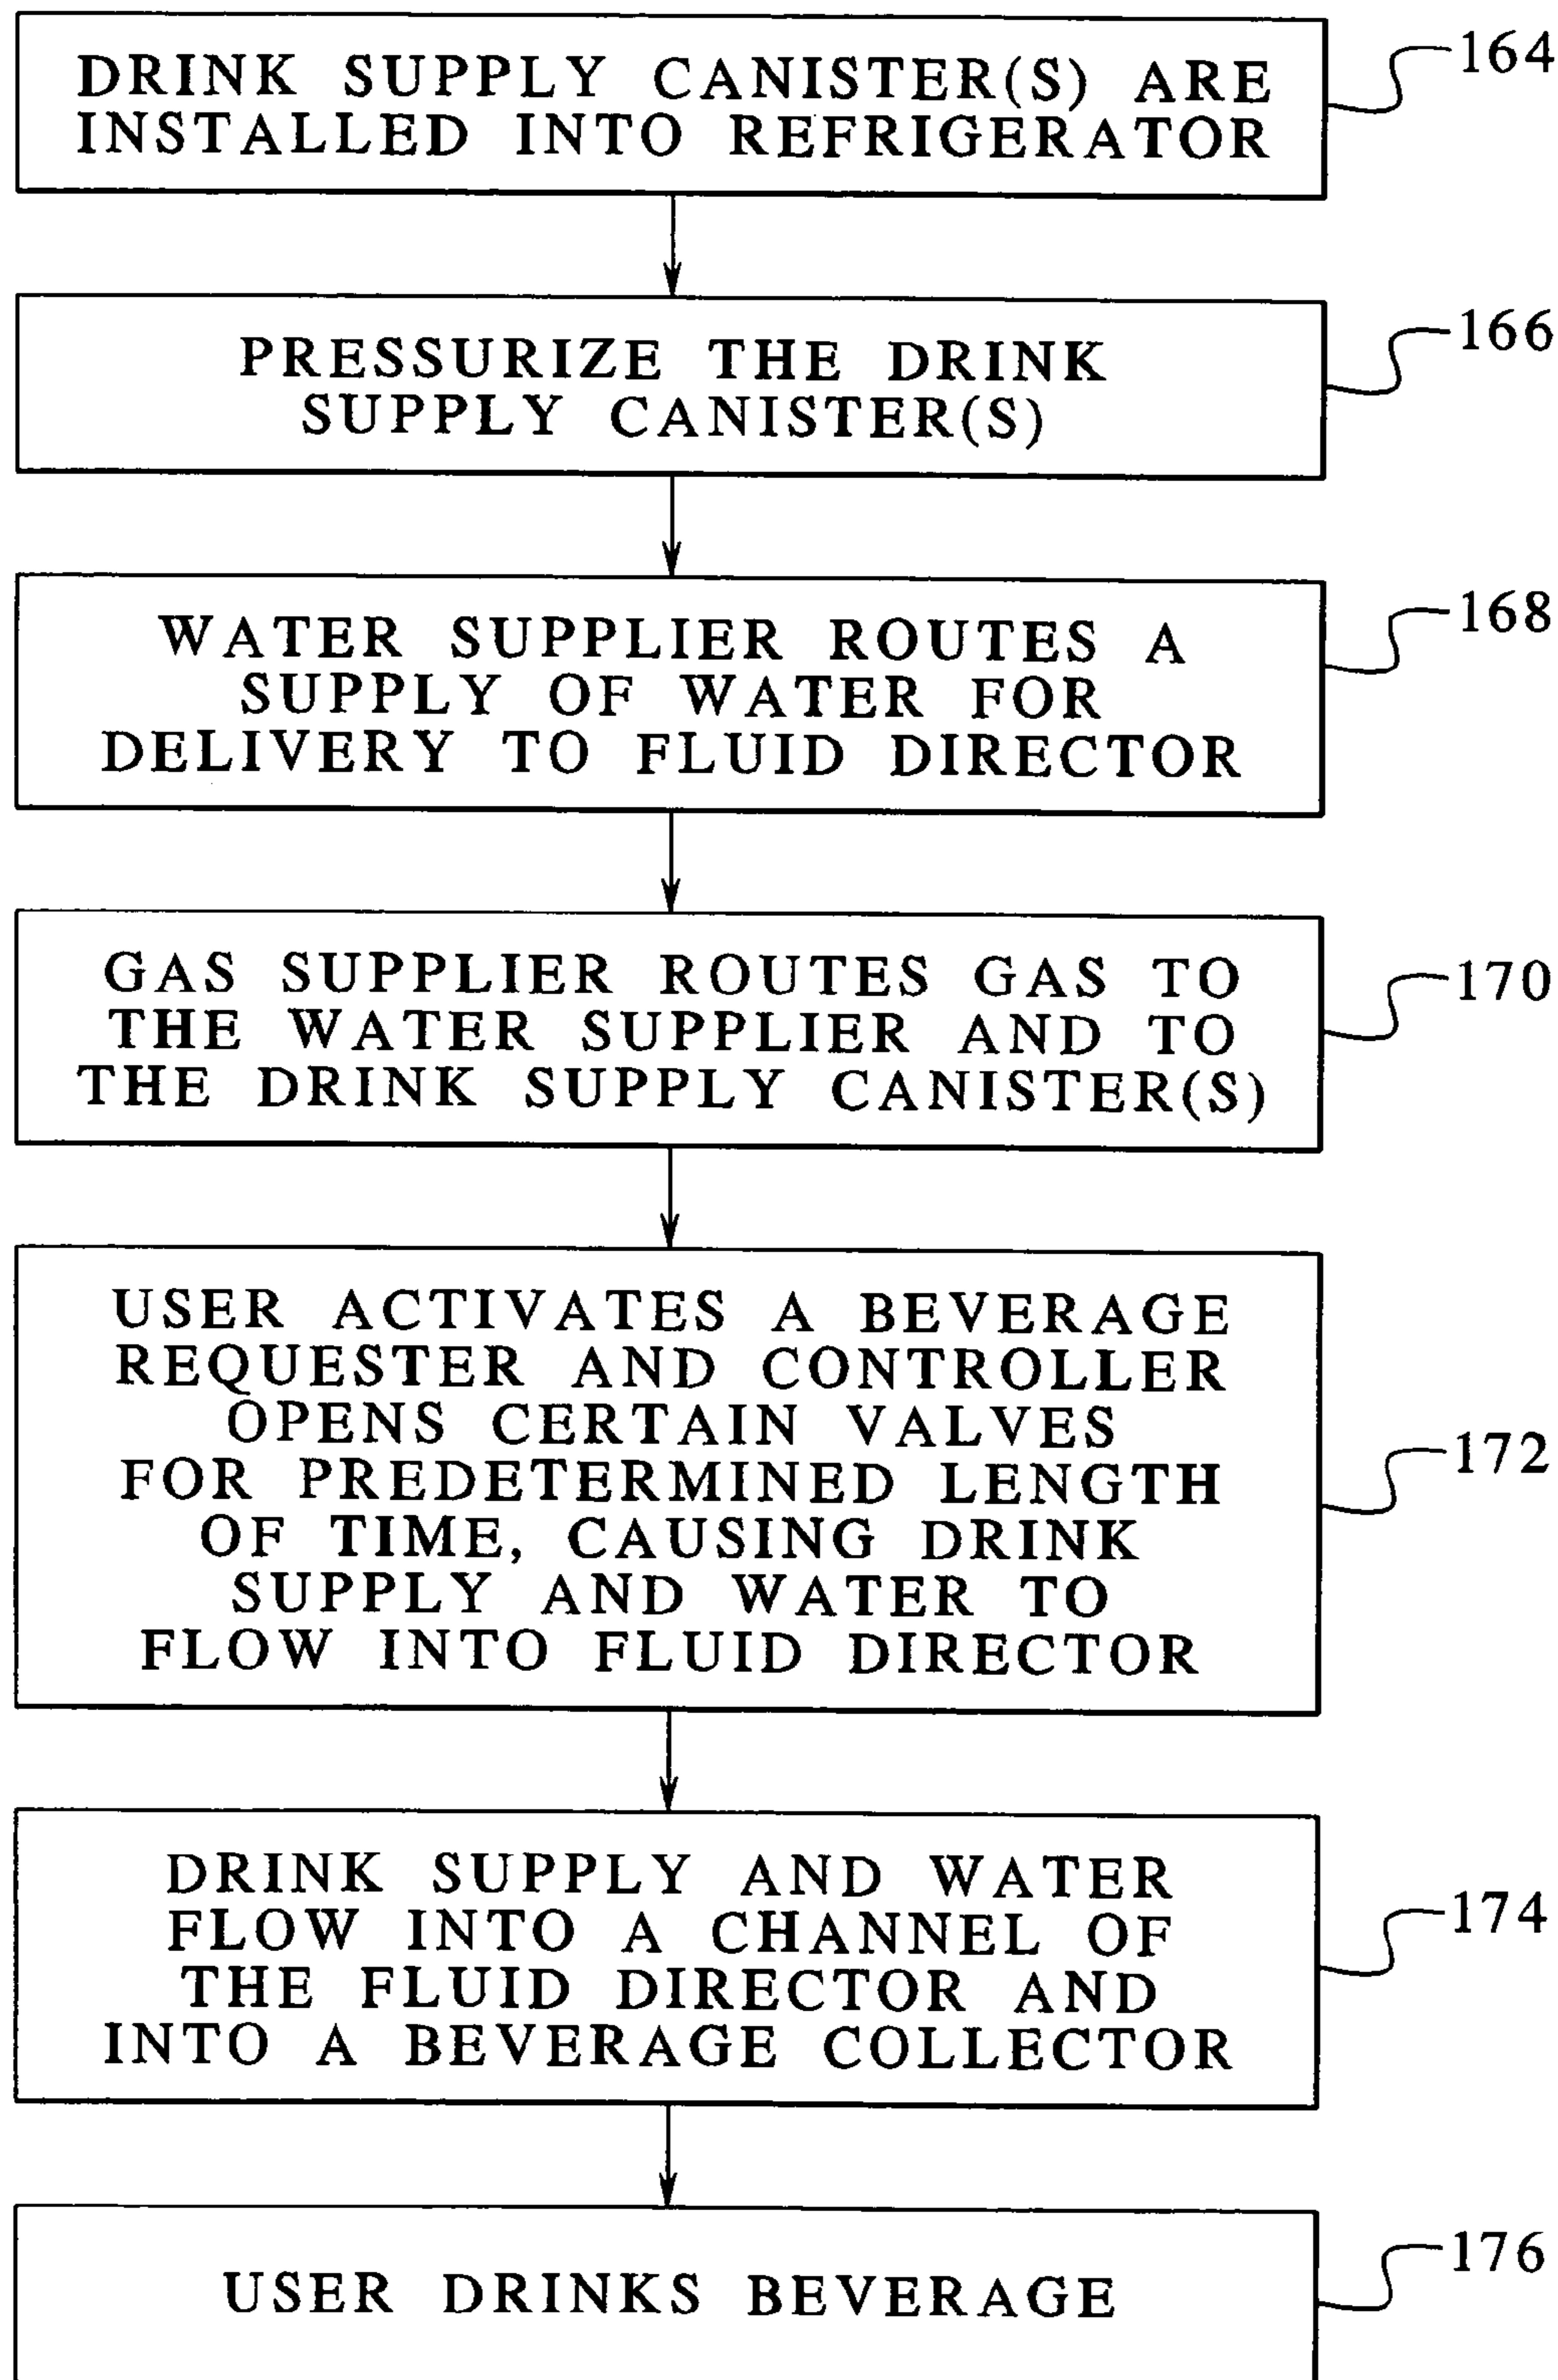 DRINK SUPPLY CANISTER(S) ARE
INSTALLED INTO REFRIGERATOR
164
PRESSURIZE THE DRINK
SUPPLY CANISTER(S)
166
WATER SUPPLIER ROUTES A
SUPPLY OF WATER FOR
DELIVERY TO FLUID DIRECTOR
168
GAS SUPPLIER ROUTES GAS TO
THE WATER SUPPLIER AND TO
THE DRINK SUPPLY CANISTER(S)
170
USER ACTIVATES A BEVERAGE
REQUESTER AND CONTROLLER
OPENS CERTAIN VALVES
FOR PREDETERMINED LENGTH
OF TIME, CAUSING DRINK
SUPPLY AND WATER TO
FLOW INTO FLUID DIRECTOR
172
DRINK SUPPLY AND WATER
FLOW INTO A CHANNEL OF
THE FLUID DIRECTOR AND
INTO A BEVERAGE COLLECTOR
174
USER DRINKS BEVERAGE
176